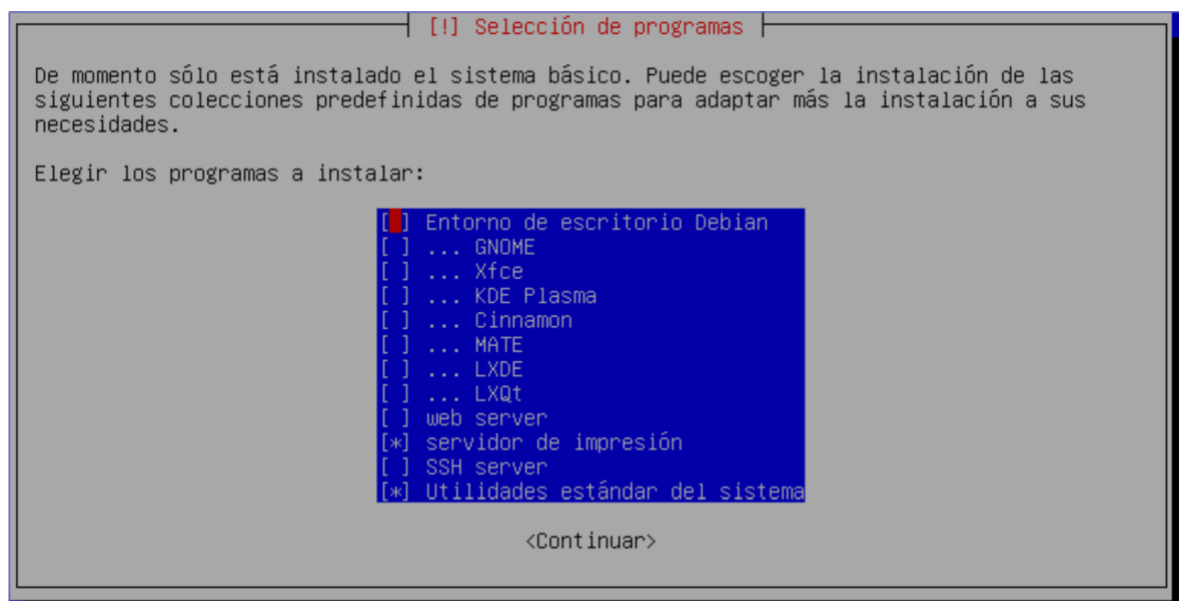 [!] Selección de programas
De momento sólo está instalado el sistema básico. Puede escoger la instalación de las
siguientes colecciones predefinidas de programas para adaptar más la instalación a sus
necesidades.
Elegir los programas a instalar:
[ ] Entorno de escritorio Debian
[ ] ... GNOME
[ ] ... Xfce
[ ] ... KDE Plasma
[ ] ... Cinnamon
[ ] ... MATE
[ ] ... LXDE
[ ] ... LXQt
[ ] web server
[*] servidor de impresión
[ ] SSH server
[*] Utilidades estándar del sistema
<Continuar>